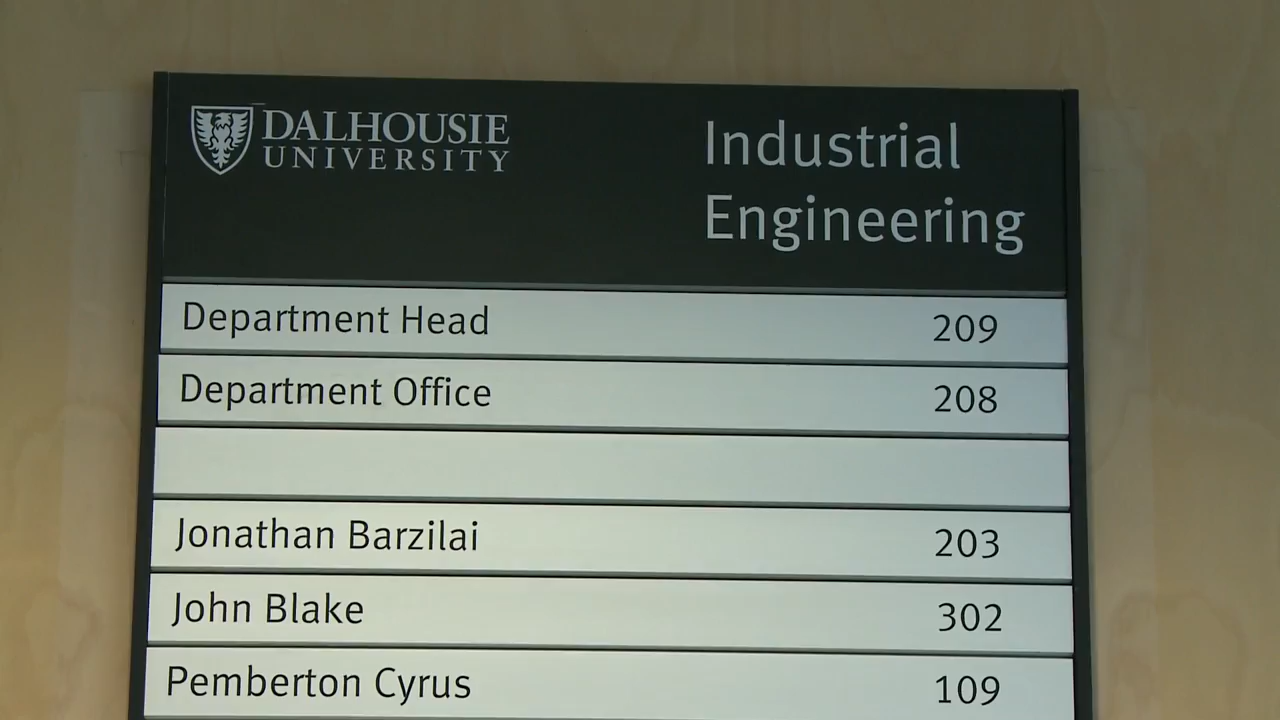 DALHOUSIE
UNIVERSITY
Industrial
Engineering
Department Head 209
Department Office 208
Jonathan Barzilai 203
John Blake 302
Pemberton Cyrus 109